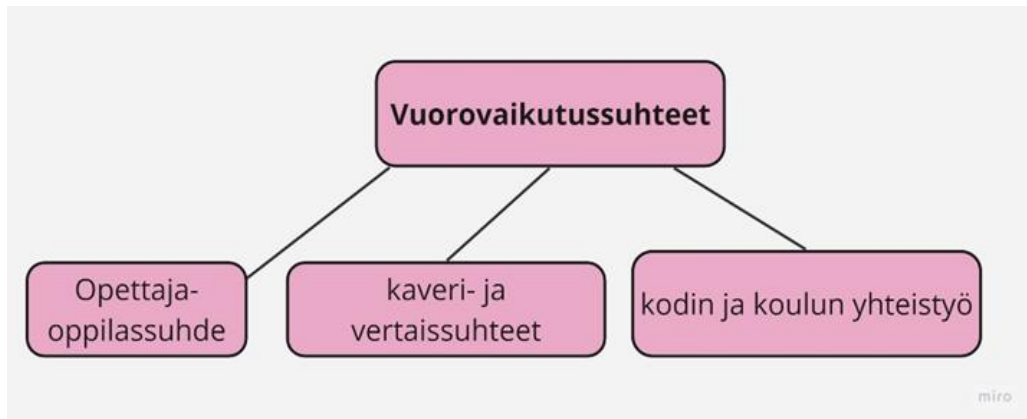 Vuorovaikutussuhteet
Opettaja-
oppilassuhde
kaveri- ja
vertaissuhteet
kodin ja koulun yhteistyö
miro